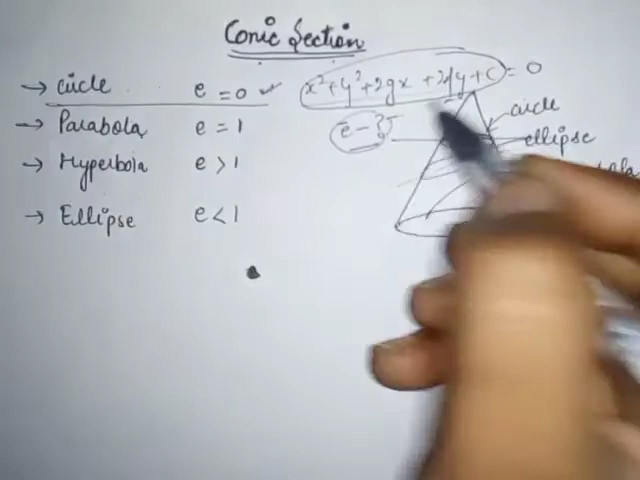 Conic Section
→ circle e = 0 ✓
x² + y² + 2gx + 2fy + c = 0
→ Parabola e = 1
→ Hyperbola e > 1
→ Ellipse e < 1
e –
circle
ellipse